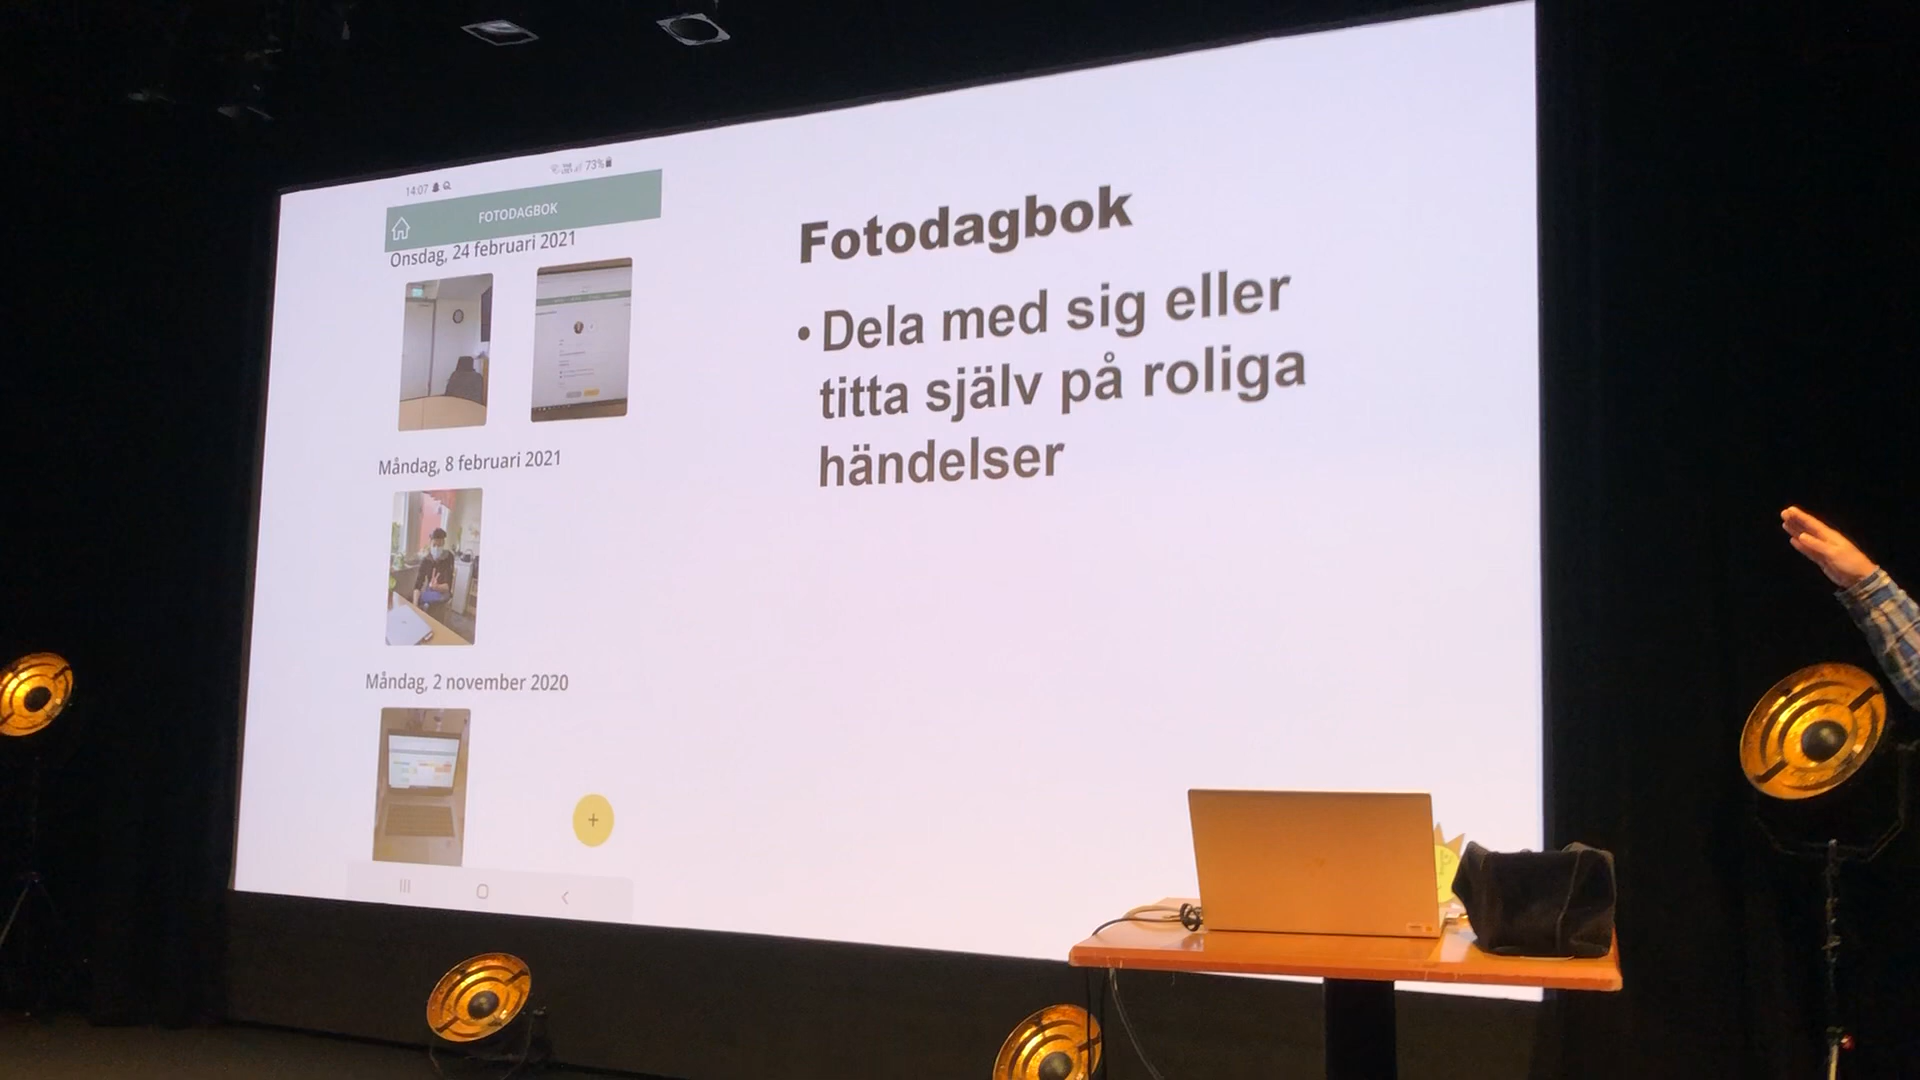 14:07
73%
FOTODAGBOK
Onsdag, 24 februari 2021
Måndag, 8 februari 2021
Måndag, 2 november 2020
+
Fotodagbok
• Dela med sig eller
titta själv på roliga
händelser